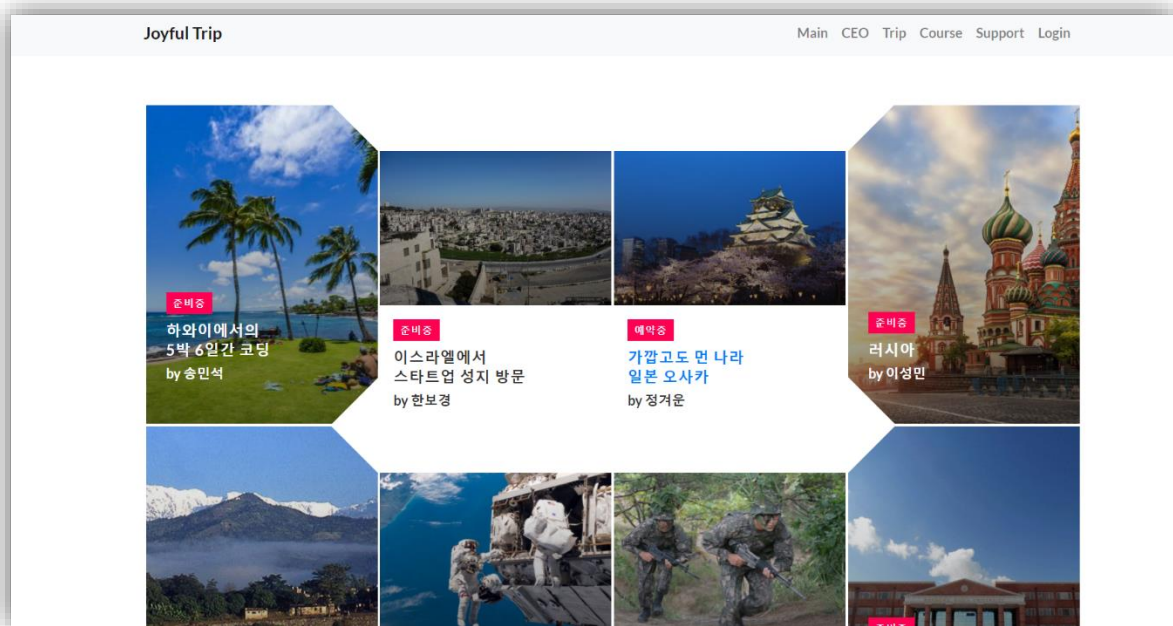 Joyful Trip
Main CEO Trip Course Support Login
준비중
하와이에서의
5박 6일간 코딩
by 송민석
준비중
이스라엘에서
스타트업 성지 방문
by 한보경
예약중
가깝고도 먼 나라
일본 오사카
by 정겨운
준비중
러시아
by 이성민